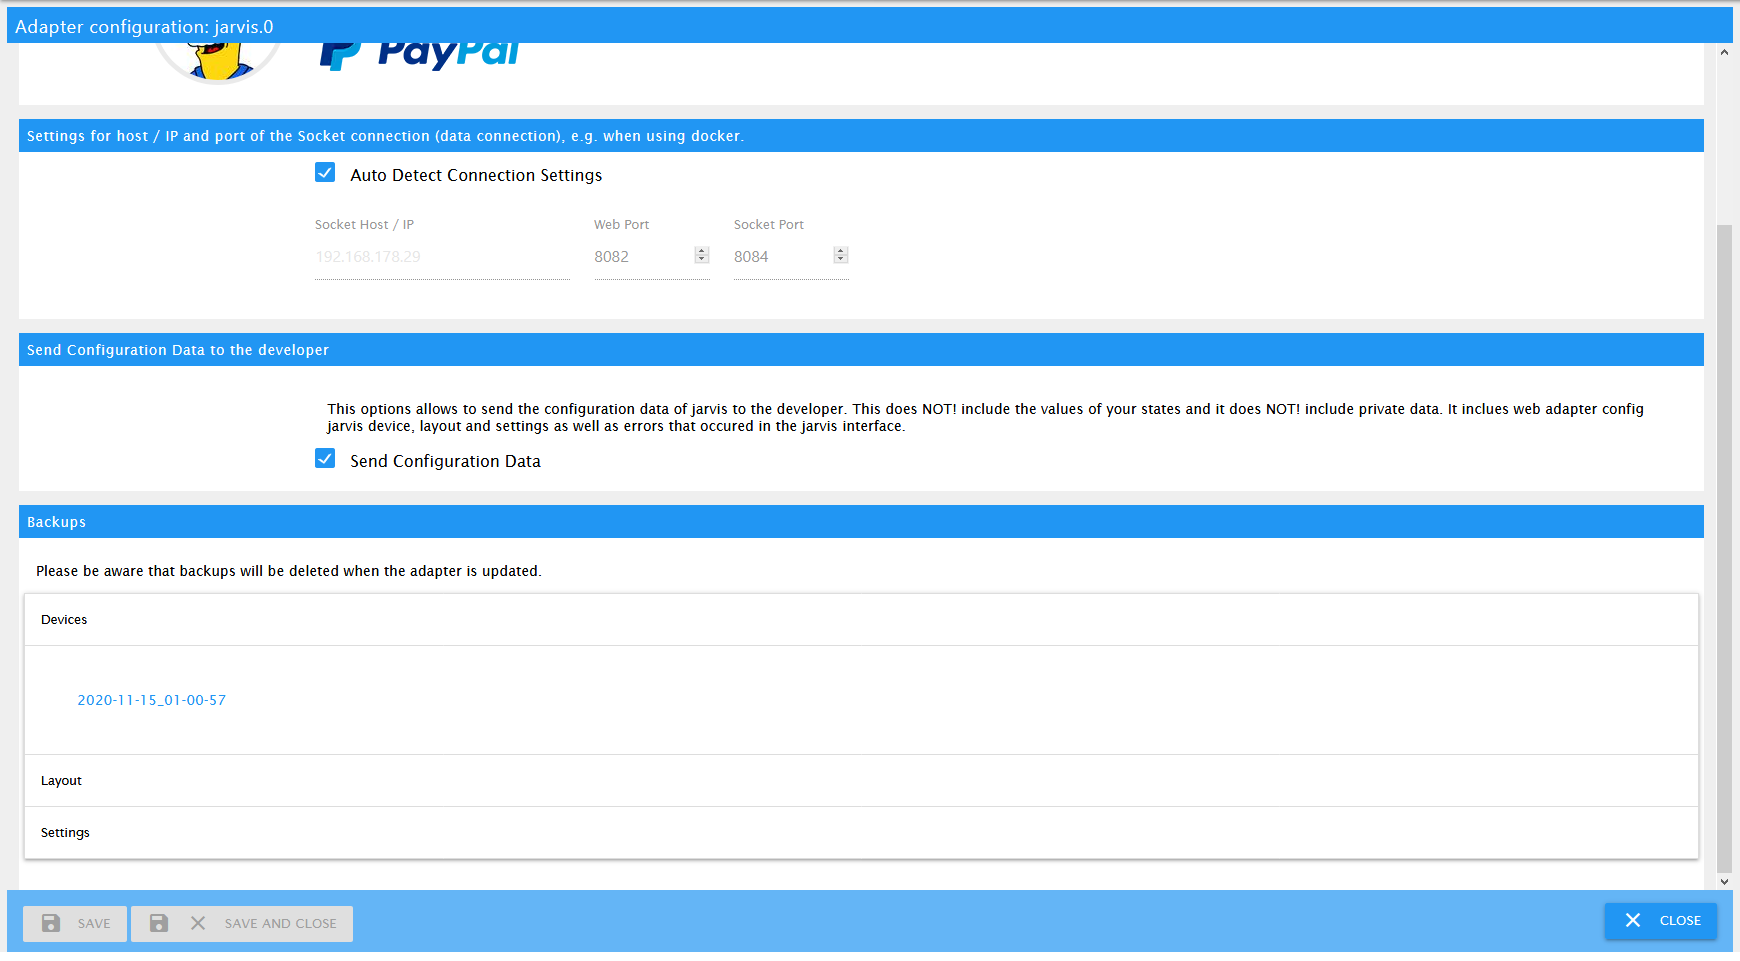 Adapter configuration: jarvis.0
PayPal
Settings for host / IP and port of the Socket connection (data connection), e.g. when using docker.
Auto Detect Connection Settings
Socket Host / IP Web Port Socket Port
192.168.178.29 8082 8084
Send Configuration Data to the developer
This options allows to send the configuration data of jarvis to the developer. This does NOT! include the values of your states and it does NOT! include private data. It inclues web adapter config
jarvis device, layout and settings as well as errors that occured in the jarvis interface.
Send Configuration Data
Backups
Please be aware that backups will be deleted when the adapter is updated.
Devices
2020-11-15_01-00-57
Layout
Settings
SAVE SAVE AND CLOSE CLOSE